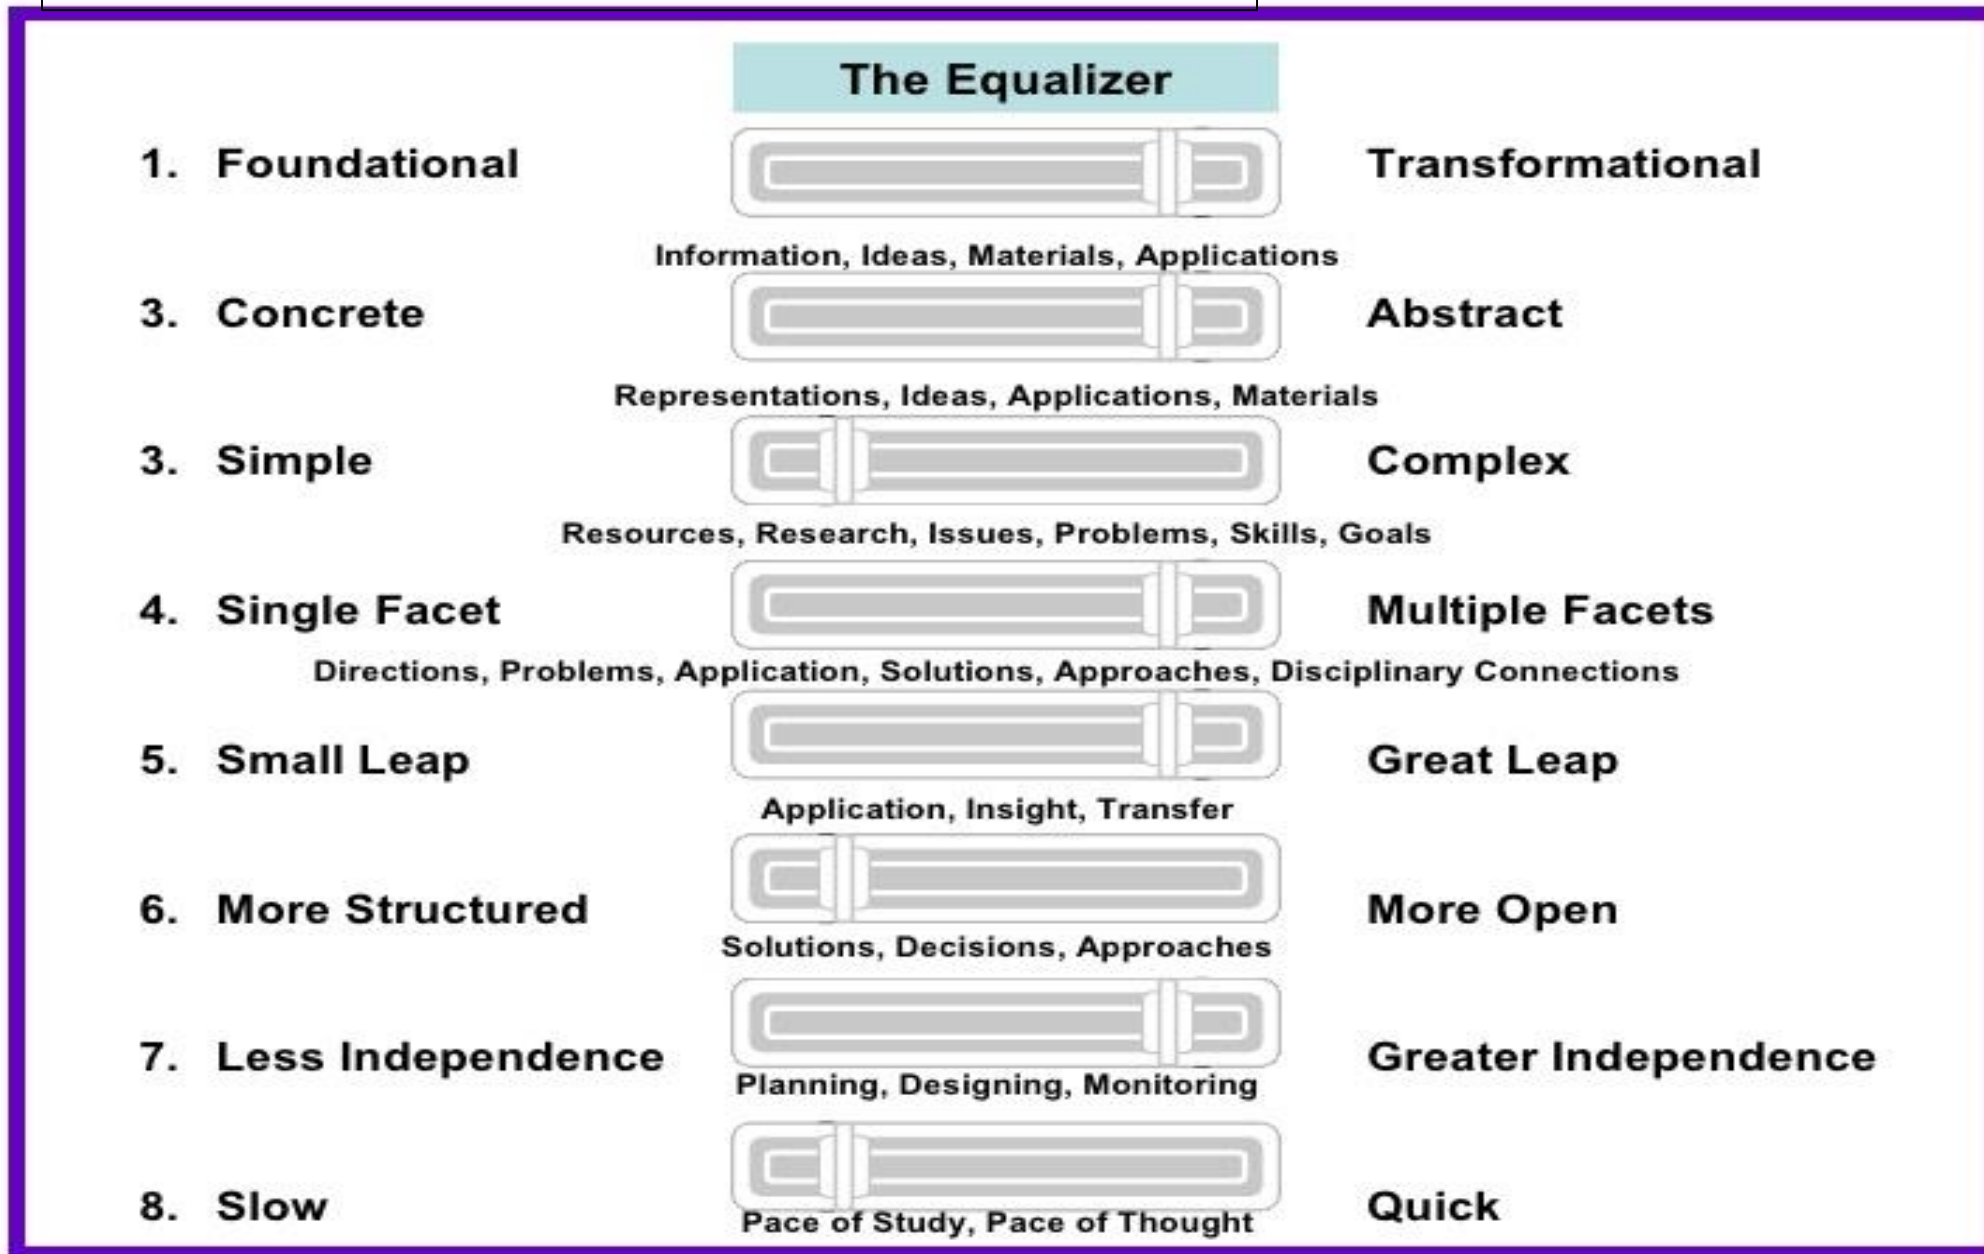 The Equalizer
1. Foundational Transformational
Information, Ideas, Materials, Applications
3. Concrete Abstract
Representations, Ideas, Applications, Materials
3. Simple Complex
Resources, Research, Issues, Problems, Skills, Goals
4. Single Facet Multiple Facets
Directions, Problems, Application, Solutions, Approaches, Disciplinary Connections
5. Small Leap Great Leap
Application, Insight, Transfer
6. More Structured More Open
Solutions, Decisions, Approaches
7. Less Independence Greater Independence
Planning, Designing, Monitoring
8. Slow Quick
Pace of Study, Pace of Thought